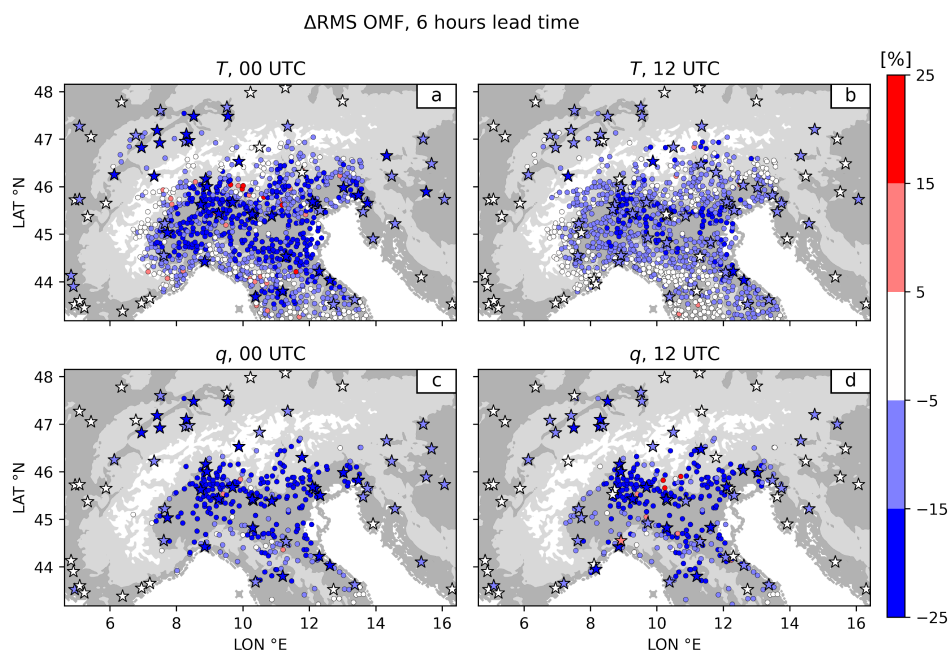 ΔRMS OMF, 6 hours lead time
T, 00 UTC
T, 12 UTC
[%]
a
b
48
47
46
45
44
LAT °N
25
15
5
−5
−15
−25
q, 00 UTC
q, 12 UTC
c
d
48
47
46
45
44
LAT °N
6 8 10 12 14 16
LON °E
6 8 10 12 14 16
LON °E